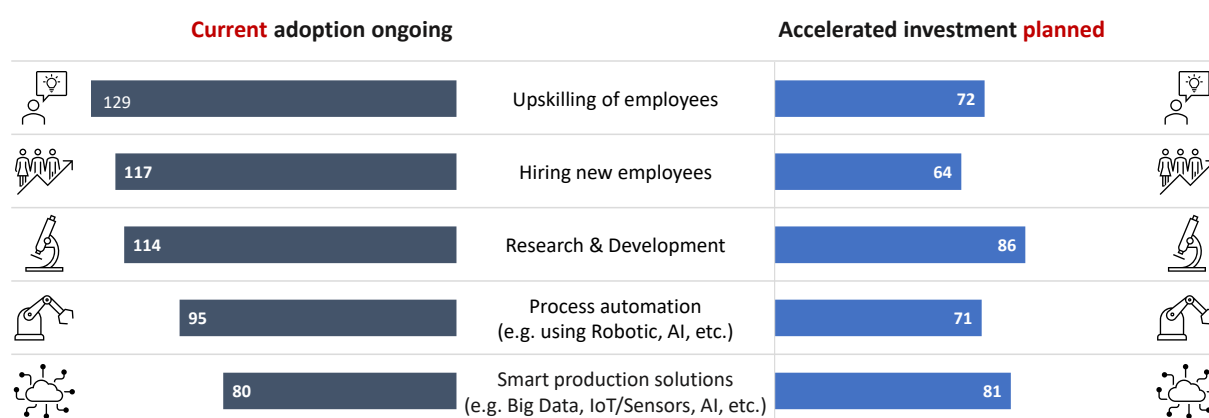 Current adoption ongoing
Accelerated investment planned
129
Upskilling of employees
72
117
Hiring new employees
64
114
Research & Development
86
95
Process automation
(e.g. using Robotic, AI, etc.)
71
80
Smart production solutions
(e.g. Big Data, IoT/Sensors, AI, etc.)
81